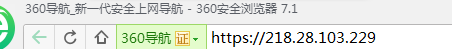 360导航_新一代安全上网导航 - 360安全浏览器 7.1
360导航 证 https://218.28.103.229